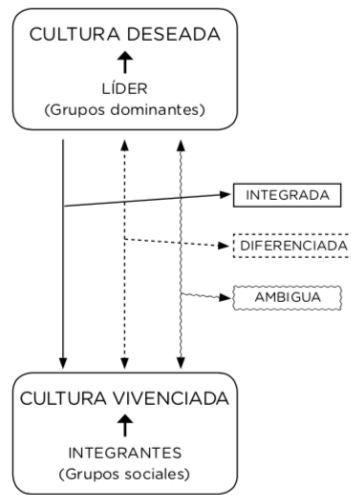 CULTURA DESEADA
LÍDER
(Grupos dominantes)
INTEGRADA
DIFERENCIADA
AMBIGUA
CULTURA VIVENCIADA
INTEGRANTES
(Grupos sociales)